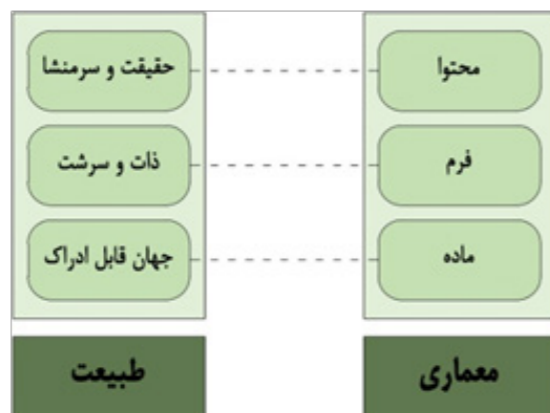 محتوا
حقیقت و سرمنشا
فرم
ذات و سرشت
ماده
جهان قابل ادراک
معماری
طبیعت